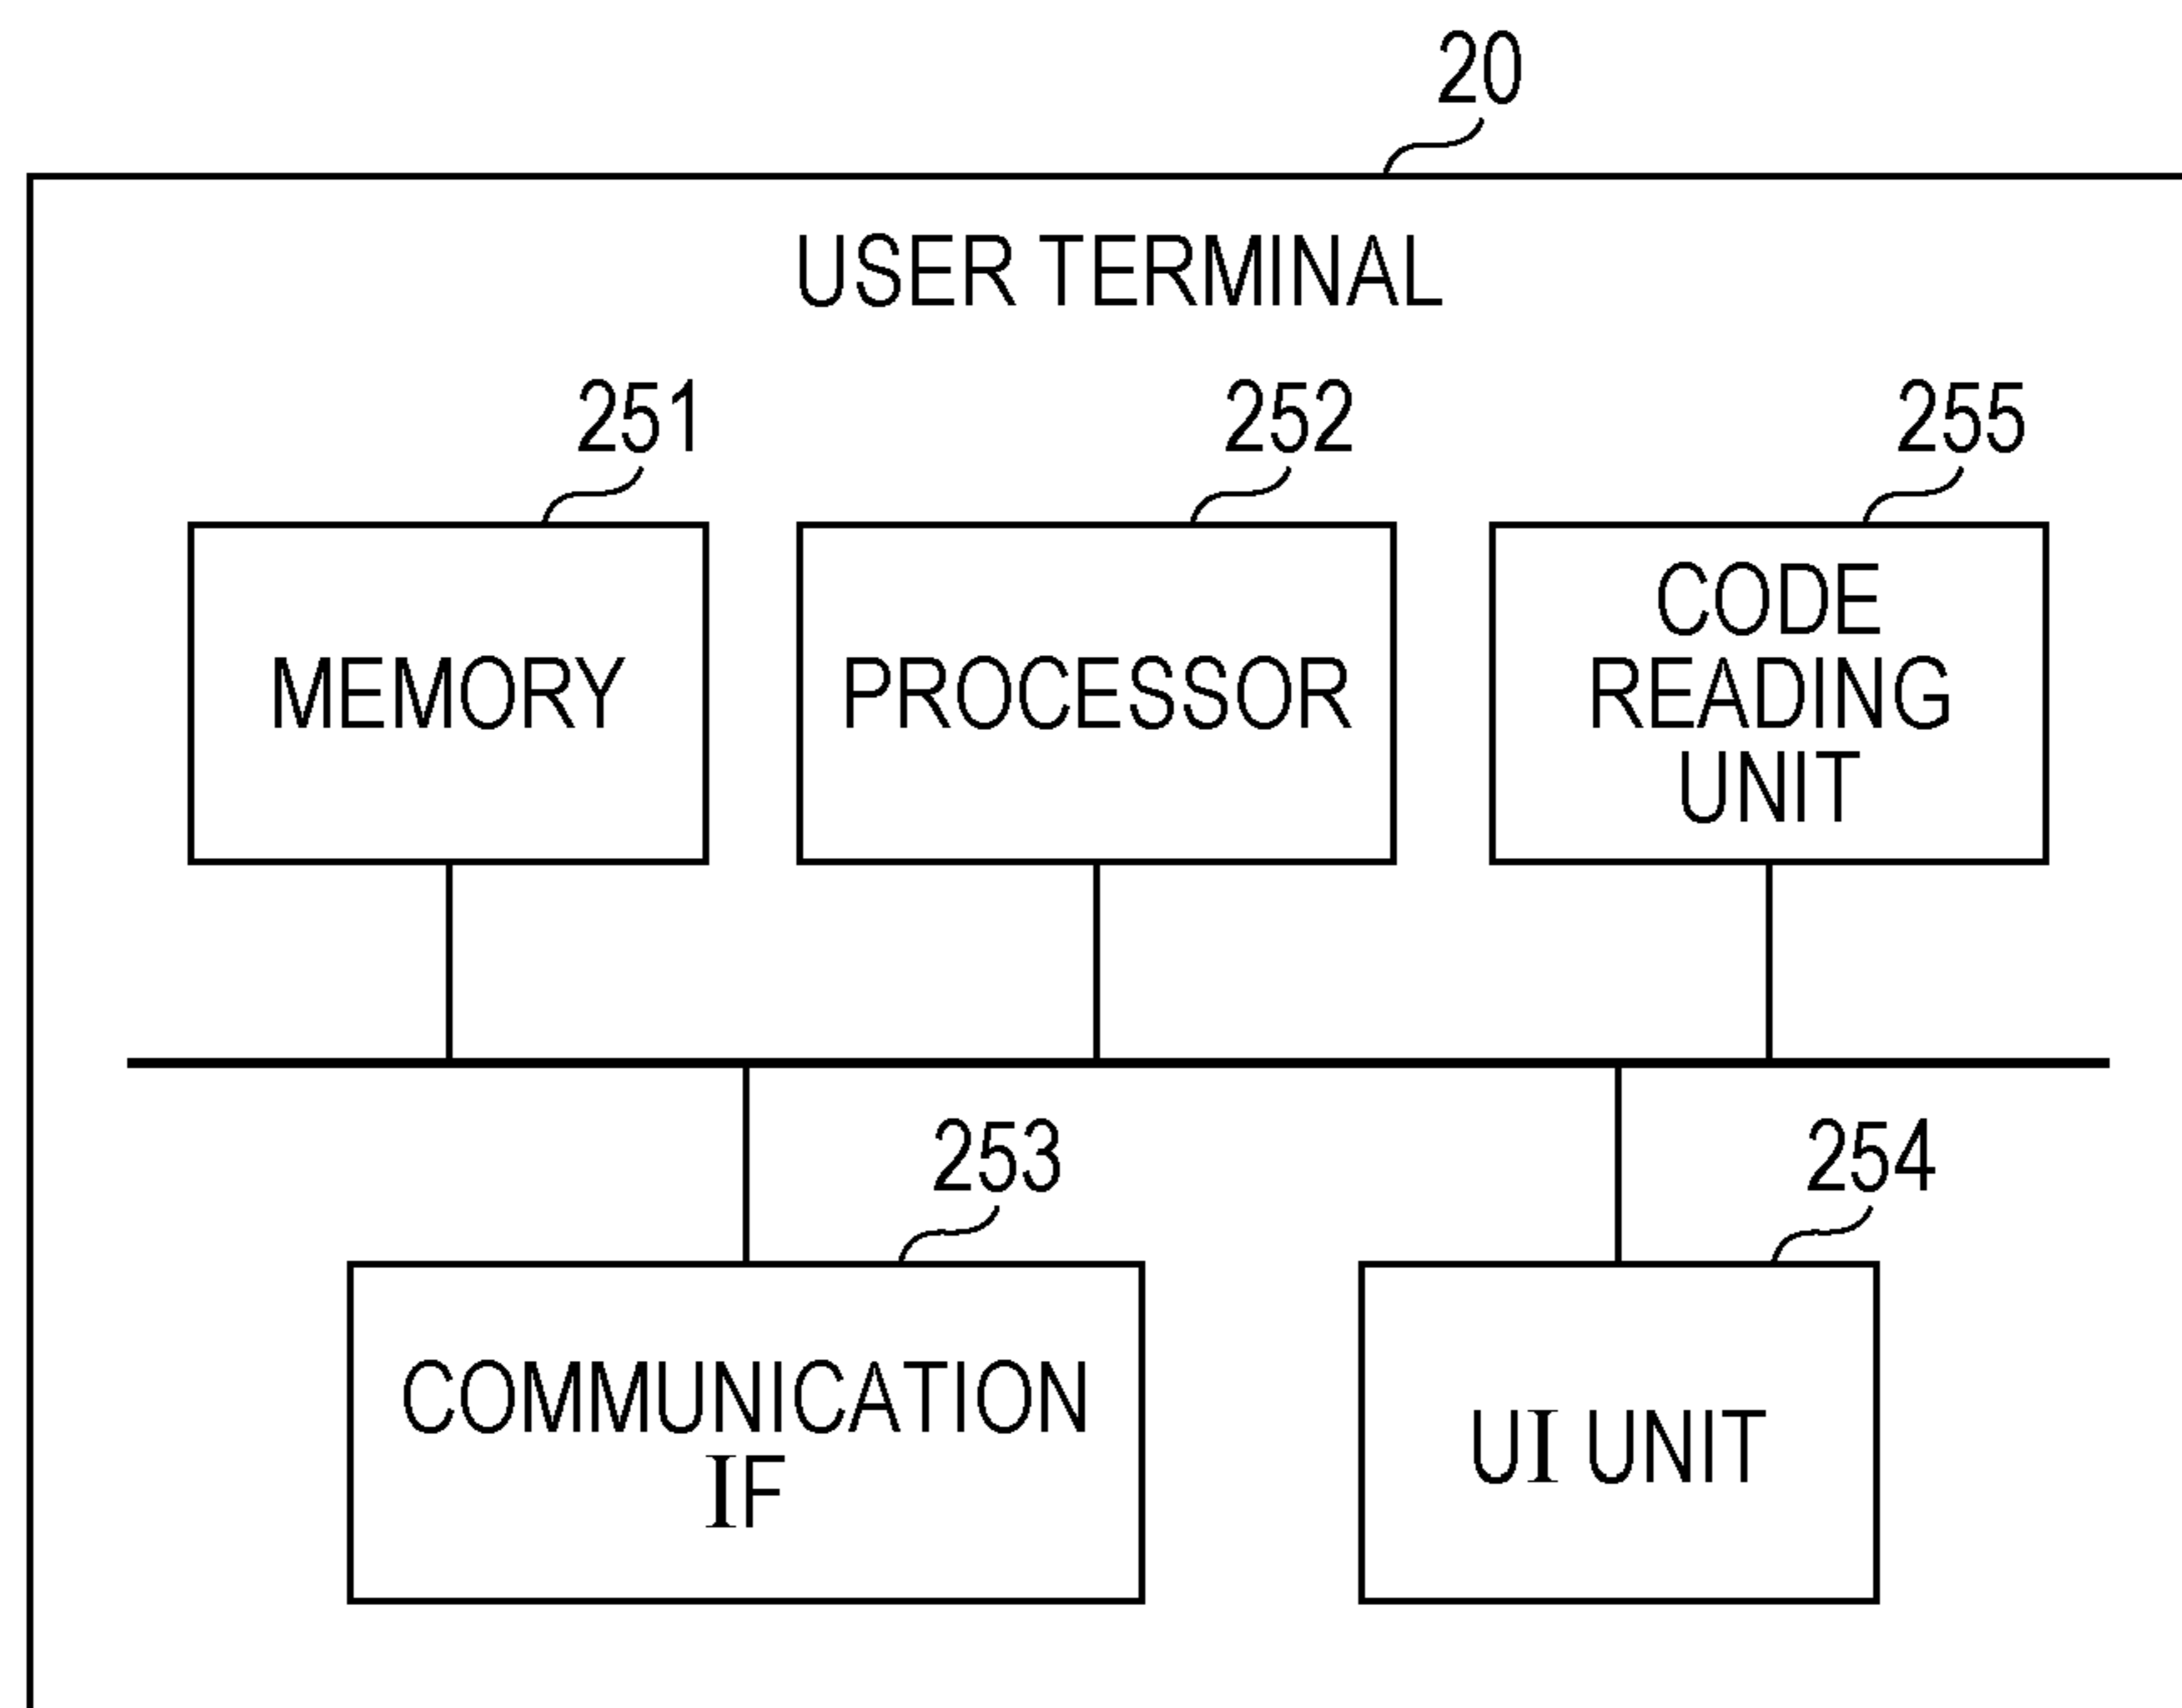 20
USER TERMINAL
251
252
255
MEMORY
PROCESSOR
CODE
READING
UNIT
253
254
COMMUNICATION
IF
UI UNIT